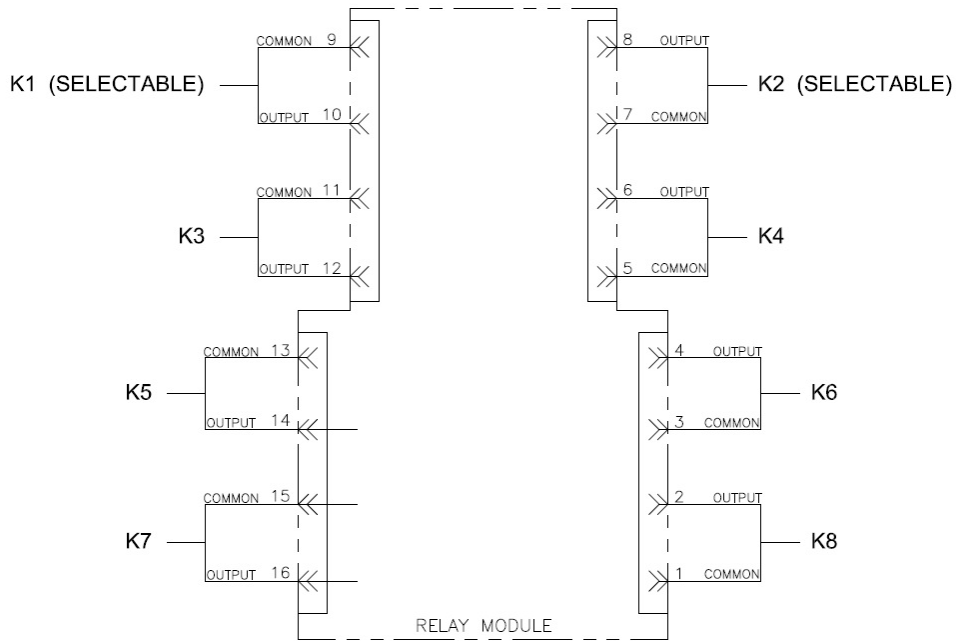 COMMON 9
K1 (SELECTABLE)
OUTPUT 10
COMMON 11
K3
OUTPUT 12
COMMON 13
K5
OUTPUT 14
COMMON 15
K7
OUTPUT 16
8 OUTPUT
K2 (SELECTABLE)
7 COMMON
6 OUTPUT
K4
5 COMMON
4 OUTPUT
K6
3 COMMON
2 OUTPUT
K8
1 COMMON
RELAY MODULE